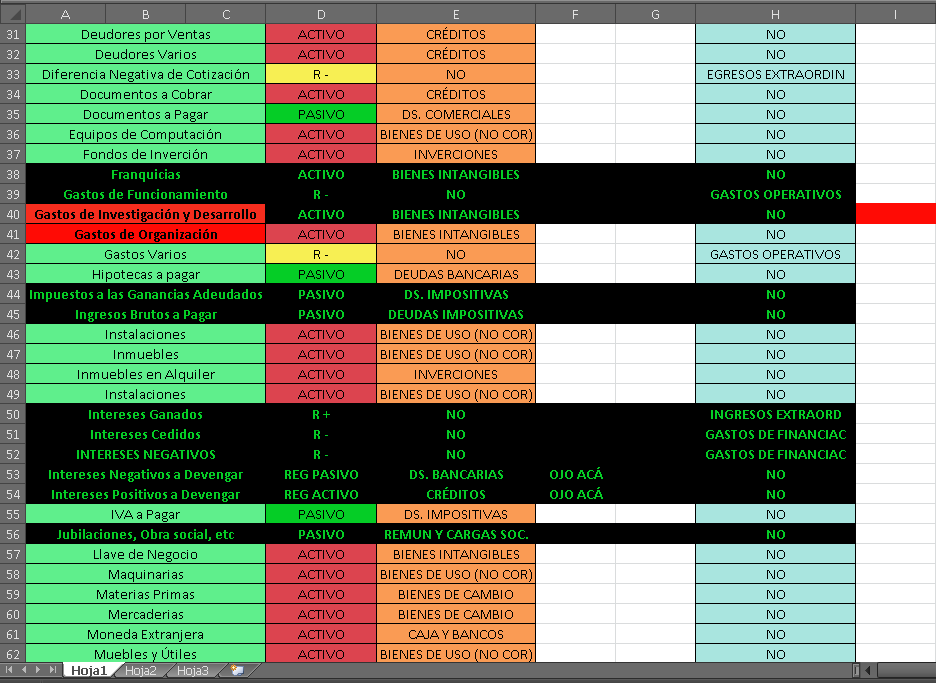 A B C D E F G H I
31 Deudores por Ventas ACTIVO CRÉDITOS NO
32 Deudores Varios ACTIVO CRÉDITOS NO
33 Diferencia Negativa de Cotización R - NO EGRESOS EXTRAORDIN
34 Documentos a Cobrar ACTIVO CRÉDITOS NO
35 Documentos a Pagar PASIVO DS. COMERCIALES NO
36 Equipos de Computación ACTIVO BIENES DE USO (NO COR) NO
37 Fondos de Inverción ACTIVO INVERCIONES NO
38 Franquicias ACTIVO BIENES INTANGIBLES NO
39 Gastos de Funcionamiento R - NO GASTOS OPERATIVOS
40 Gastos de Investigación y Desarrollo ACTIVO BIENES INTANGIBLES NO
41 Gastos de Organización ACTIVO BIENES INTANGIBLES NO
42 Gastos Varios R - NO GASTOS OPERATIVOS
43 Hipotecas a pagar PASIVO DEUDAS BANCARIAS NO
44 Impuestos a las Ganancias Adeudados PASIVO DS. IMPOSITIVAS NO
45 Ingresos Brutos a Pagar PASIVO DEUDAS IMPOSITIVAS NO
46 Instalaciones ACTIVO BIENES DE USO (NO COR) NO
47 Inmuebles ACTIVO BIENES DE USO (NO COR) NO
48 Inmuebles en Alquiler ACTIVO INVERCIONES NO
49 Instalaciones ACTIVO BIENES DE USO (NO COR) NO
50 Intereses Ganados R + NO INGRESOS EXTRAORD
51 Intereses Cedidos R - NO GASTOS DE FINANCIAC
52 INTERESES NEGATIVOS R - NO GASTOS DE FINANCIAC
53 Intereses Negativos a Devengar REG PASIVO DS. BANCARIAS OJO ACÁ NO
54 Intereses Positivos a Devengar REG ACTIVO CRÉDITOS OJO ACÁ NO
55 IVA a Pagar PASIVO DS. IMPOSITIVAS NO
56 Jubilaciones, Obra social, etc PASIVO REMUN Y CARGAS SOC. NO
57 Llave de Negocio ACTIVO BIENES INTANGIBLES NO
58 Maquinarias ACTIVO BIENES DE USO (NO COR) NO
59 Materias Primas ACTIVO BIENES DE CAMBIO NO
60 Mercaderias ACTIVO BIENES DE CAMBIO NO
61 Moneda Extranjera ACTIVO CAJA Y BANCOS NO
62 Muebles y Útiles ACTIVO BIENES DE USO (NO COR) NO
Hoja1 Hoja2 Hoja3